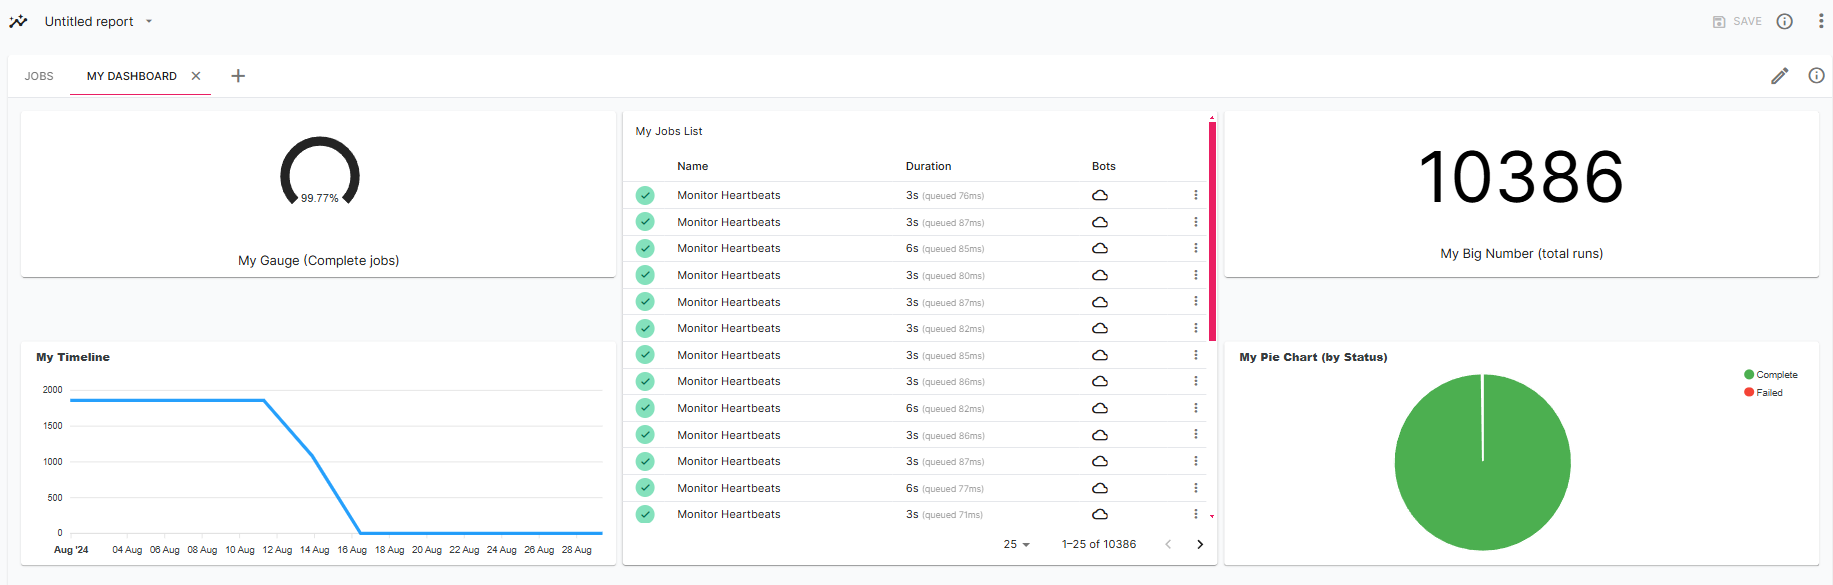 Untitled report
SAVE
JOBS
MY DASHBOARD
99.77%
My Gauge (Complete jobs)
My Jobs List
Name Duration Bots
Monitor Heartbeats 3s (queued 76ms)
Monitor Heartbeats 3s (queued 87ms)
Monitor Heartbeats 6s (queued 85ms)
Monitor Heartbeats 3s (queued 80ms)
Monitor Heartbeats 3s (queued 87ms)
Monitor Heartbeats 3s (queued 82ms)
Monitor Heartbeats 3s (queued 85ms)
Monitor Heartbeats 3s (queued 86ms)
Monitor Heartbeats 6s (queued 82ms)
Monitor Heartbeats 3s (queued 86ms)
Monitor Heartbeats 3s (queued 87ms)
Monitor Heartbeats 6s (queued 77ms)
Monitor Heartbeats 3s (queued 71ms)
25 1–25 of 10386
10386
My Big Number (total runs)
My Timeline
2000
1500
1000
500
0
Aug '24 04 Aug 06 Aug 08 Aug 10 Aug 12 Aug 14 Aug 16 Aug 18 Aug 20 Aug 22 Aug 24 Aug 26 Aug 28 Aug
My Pie Chart (by Status)
Complete
Failed